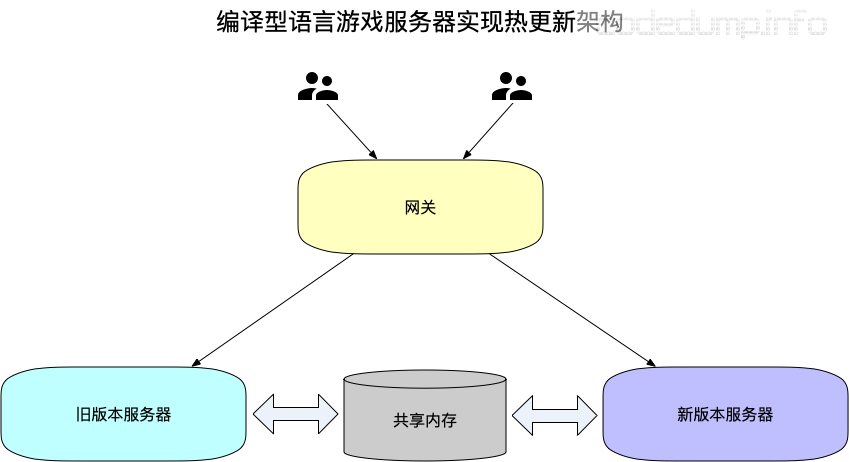 编译型语言游戏服务器实现热更新架构
codedump.info
网关
旧版本服务器
共享内存
新版本服务器